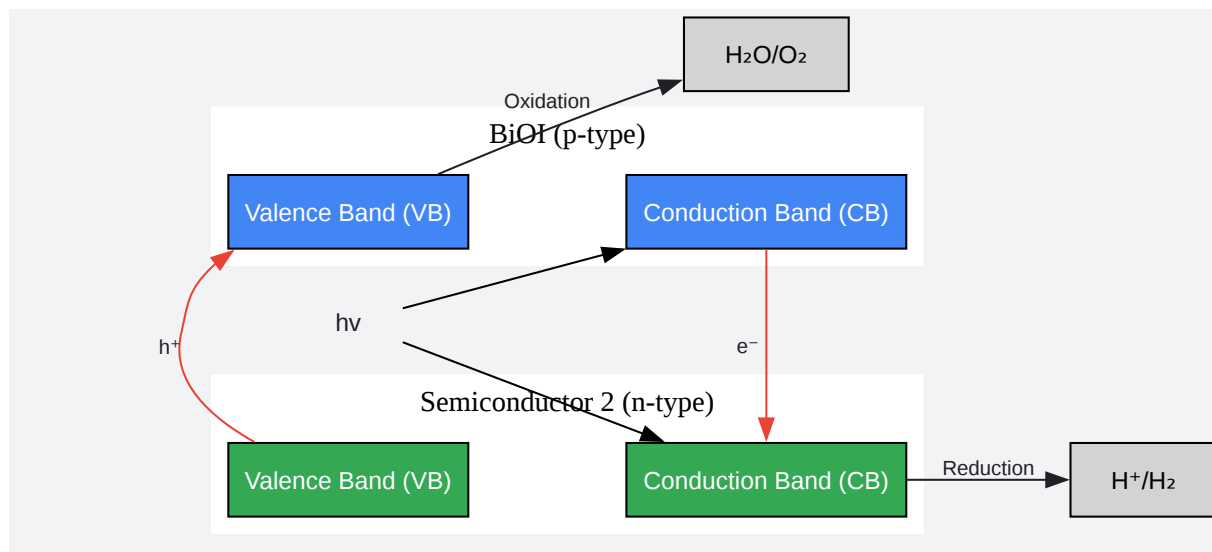 H₂O/O₂
Oxidation
BiOI (p-type)
Valence Band (VB)
Conduction Band (CB)
hv
h⁺
e⁻
Semiconductor 2 (n-type)
Valence Band (VB)
Conduction Band (CB)
Reduction
H⁺/H₂